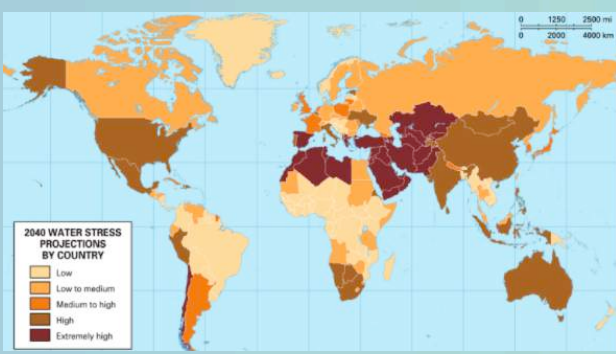 0 1250 2500 mi
0 2000 4000 km
2040 WATER STRESS
PROJECTIONS
BY COUNTRY
Low
Low to medium
Medium to high
High
Extremely high